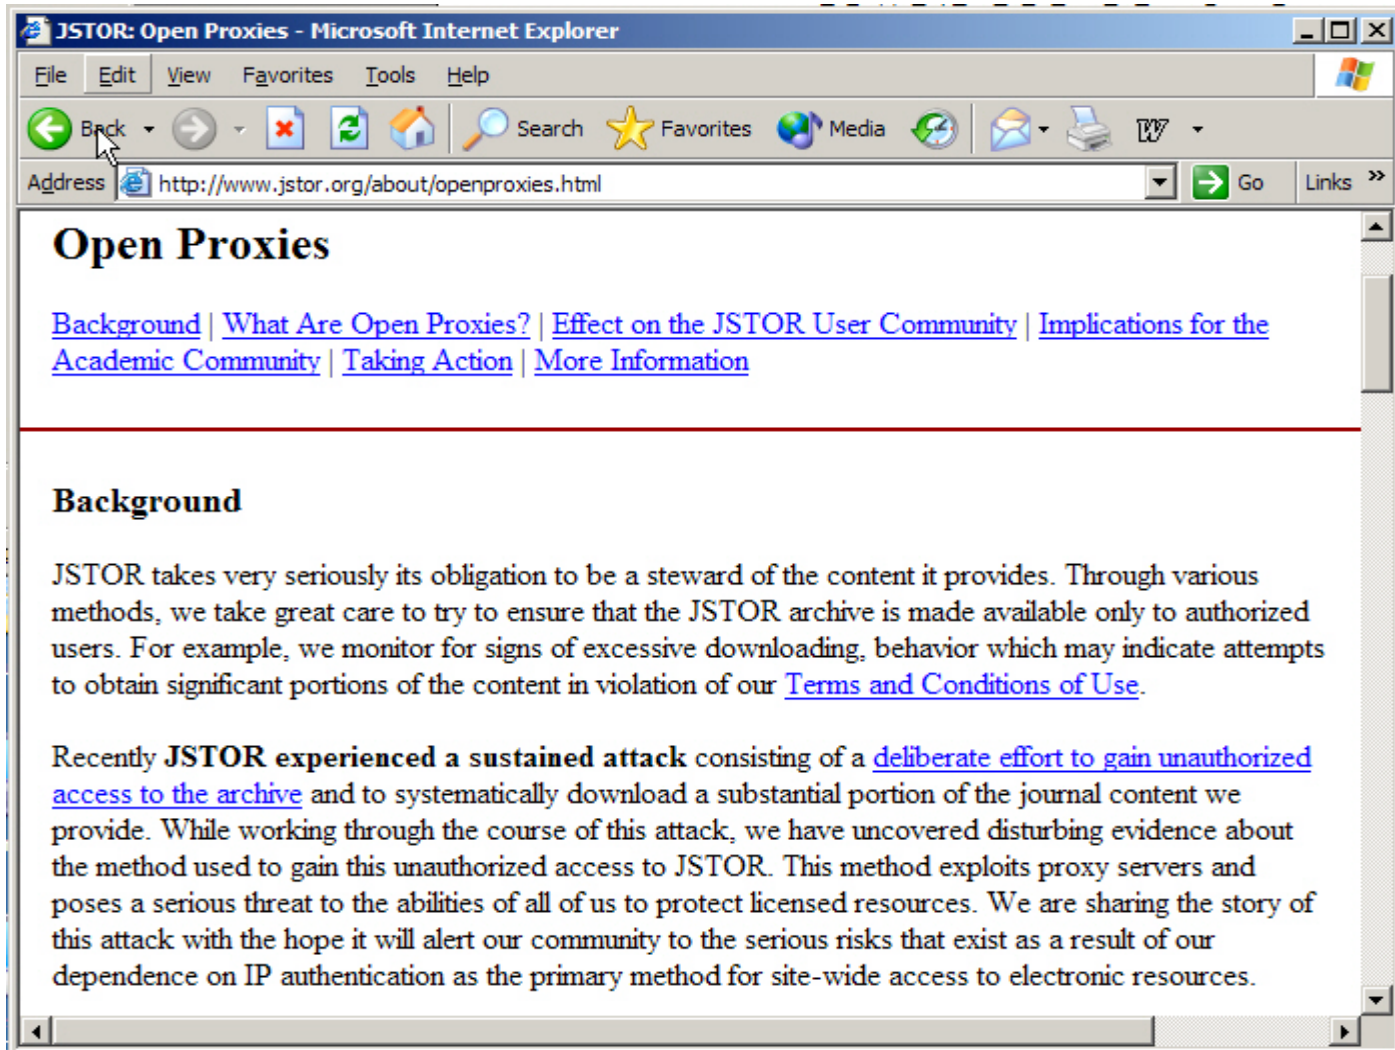 JSTOR: Open Proxies - Microsoft Internet Explorer
File Edit View Favorites Tools Help
Back Search Favorites Media W
Address http://www.jstor.org/about/openproxies.html Go Links »
Open Proxies
Background | What Are Open Proxies? | Effect on the JSTOR User Community | Implications for the
Academic Community | Taking Action | More Information
Background
JSTOR takes very seriously its obligation to be a steward of the content it provides. Through various
methods, we take great care to try to ensure that the JSTOR archive is made available only to authorized
users. For example, we monitor for signs of excessive downloading, behavior which may indicate attempts
to obtain significant portions of the content in violation of our Terms and Conditions of Use.
Recently JSTOR experienced a sustained attack consisting of a deliberate effort to gain unauthorized
access to the archive and to systematically download a substantial portion of the journal content we
provide. While working through the course of this attack, we have uncovered disturbing evidence about
the method used to gain this unauthorized access to JSTOR. This method exploits proxy servers and
poses a serious threat to the abilities of all of us to protect licensed resources. We are sharing the story of
this attack with the hope it will alert our community to the serious risks that exist as a result of our
dependence on IP authentication as the primary method for site-wide access to electronic resources.